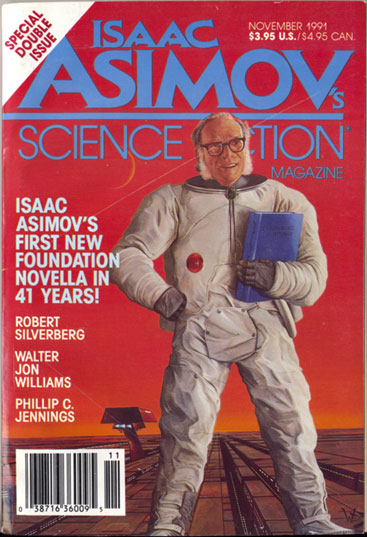 SPECIAL
DOUBLE
ISSUE
NOVEMBER 1991
$3.95 U.S./$4.95 CAN.
ISAAC
ASIMOV's
SCIENCE FICTION
MAGAZINE
ISAAC
ASIMOV'S
FIRST NEW
FOUNDATION
NOVELLA IN
41 YEARS!
ROBERT
SILVERBERG
WALTER
JON
WILLIAMS
PHILLIP C.
JENNINGS
11
0 38716 36009 5